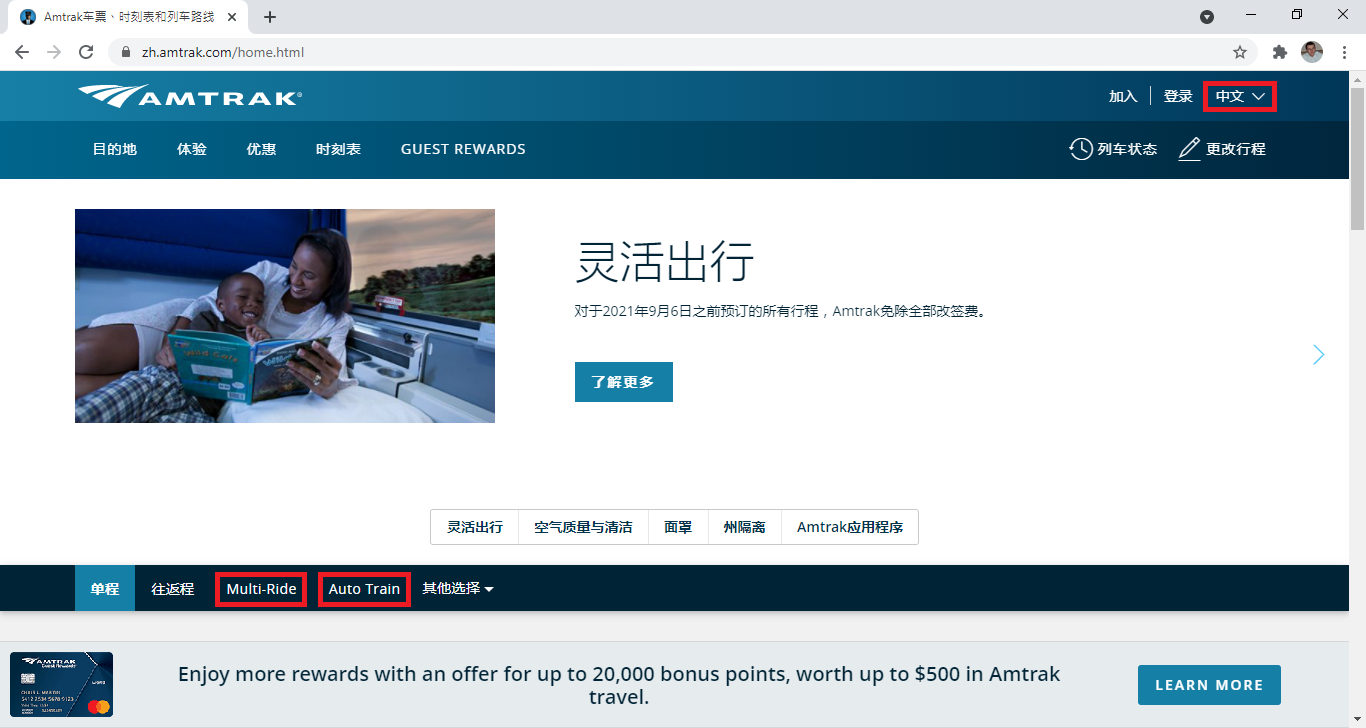 Amtrak车票、时刻表和列车路线
zh.amtrak.com/home.html
AMTRAK
加入
登录
中文
目的地
体验
优惠
时刻表
GUEST REWARDS
列车状态
更改行程
灵活出行
对于2021年9月6日之前预订的所有行程，Amtrak免除全部改签费。
了解更多
Wild Cats
灵活出行
空气质量与清洁
面罩
州隔离
Amtrak应用程序
单程
往返程
Multi-Ride
Auto Train
其他选择
AMTRAK
Guest Rewards
Enjoy more rewards with an offer for up to 20,000 bonus points, worth up to $500 in Amtrak
travel.
LEARN MORE